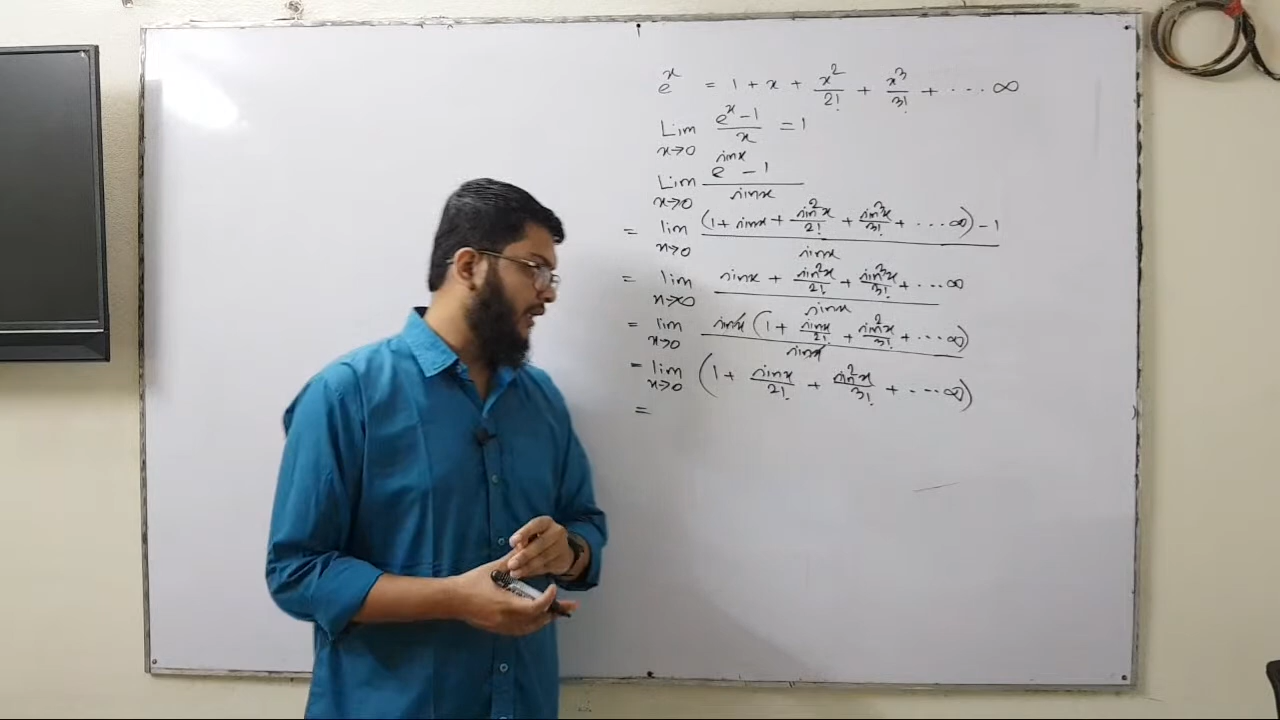 e^x = 1 + x + x²/2! + x³/3! + ... ∞
Lim x→0 (e^x - 1)/x = 1
Lim x→0 (e^sinx - 1)/sinx
= lim x→0 ((1 + sinx + sin²x/2! + sin³x/3! + ... ∞) - 1)/sinx
= lim x→∞ (sinx + sin²x/2! + sin³x/3! + ... ∞)/sinx
= lim x→0 sinx (1 + sinx/2! + sin²x/3! + ... ∞)/sinx
= lim x→0 (1 + sinx/2! + sin²x/3! + ... ∞)
=